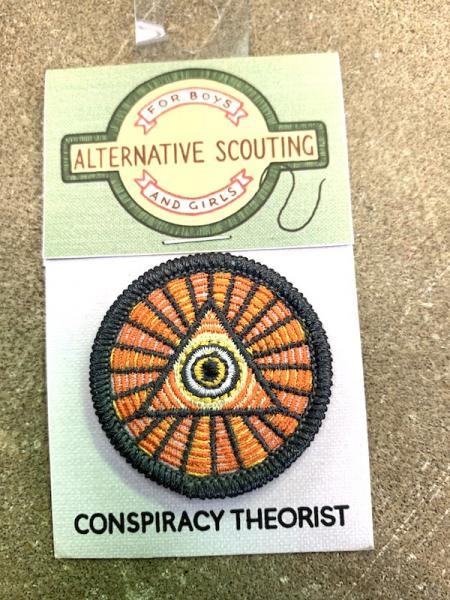 FOR BOYS
ALTERNATIVE SCOUTING
AND GIRLS
CONSPIRACY THEORIST